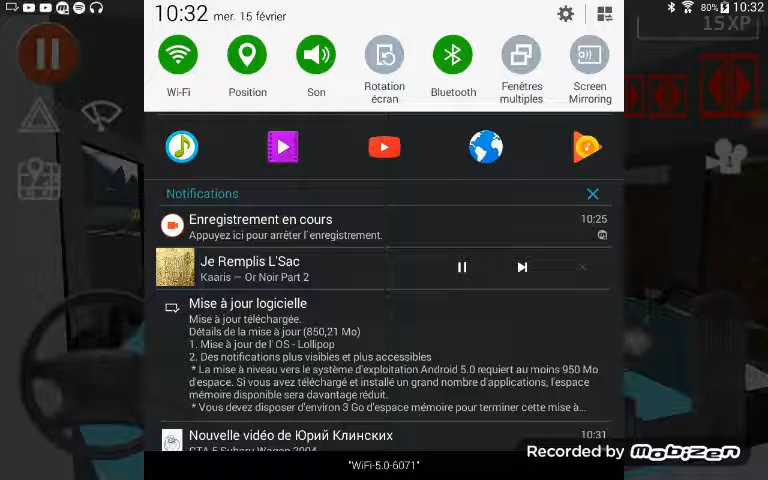 10:32 mer. 15 février
80% 10:32
15 XP
Wi-Fi
Position
Son
Rotation écran
Bluetooth
Fenêtres multiples
Screen Mirroring
Notifications
Enregistrement en cours 10:25
Appuyez ici pour arrêter l'enregistrement.
Je Remplis L'Sac
Kaaris — Or Noir Part 2
Mise à jour logicielle
Mise à jour téléchargée.
Détails de la mise à jour (850,21 Mo)
1. Mise à jour de l'OS - Lollipop
2. Des notifications plus visibles et plus accessibles
* La mise à niveau vers le système d'exploitation Android 5.0 requiert au moins 950 Mo
d'espace. Si vous avez téléchargé et installé un grand nombre d'applications, l'espace
mémoire disponible sera davantage réduit.
* Vous devez disposer d'environ 3 Go d'espace mémoire pour terminer cette mise à...
Nouvelle vidéo de Юрий Клинских 10:31
GTA 5 Subaru Wagon 2004
Recorded by Mobizen
"WiFi-5.0-6071"